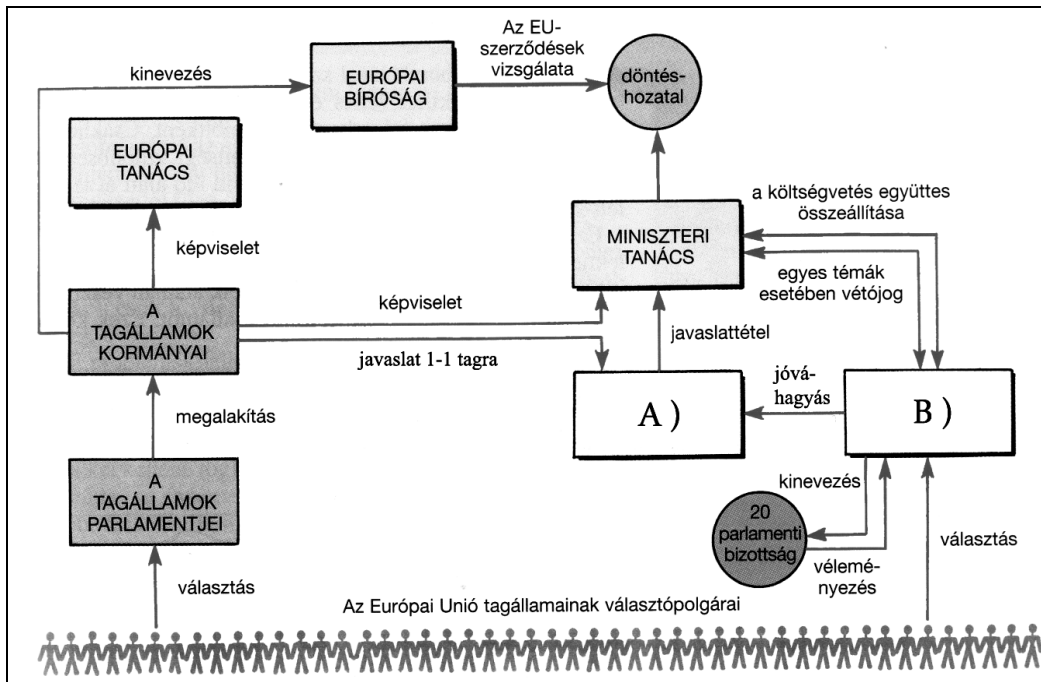 Az EU-
szerződések
vizsgálata
kinevezés
EURÓPAI
BÍRÓSÁG
döntés-
hozatal
EURÓPAI
TANÁCS
a költségvetés együttes
összeállítása
MINISZTERI
TANÁCS
képviselet
egyes témák
esetében vétójog
A
TAGÁLLAMOK
KORMÁNYAI
képviselet
javaslattétel
javaslat 1-1 tagra
jóvá-
hagyás
A )
B )
megalakítás
A
TAGÁLLAMOK
PARLAMENTJEI
kinevezés
20
parlamenti
bizottság
választás
vélemé-
nyezés
választás
Az Európai Unió tagállamainak választópolgárai